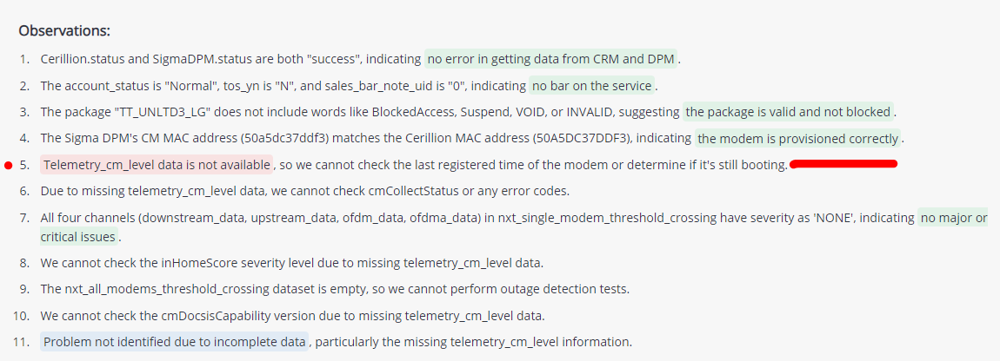 Observations:
1. Cerillion.status and SigmaDPM.status are both "success", indicating no error in getting data from CRM and DPM.
2. The account_status is "Normal", tos_yn is "N", and sales_bar_note_uid is "0", indicating no bar on the service.
3. The package "TT_UNLTD3_LG" does not include words like BlockedAccess, Suspend, VOID, or INVALID, suggesting the package is valid and not blocked.
4. The Sigma DPM's CM MAC address (50a5dc37ddf3) matches the Cerillion MAC address (50A5DC37DDF3), indicating the modem is provisioned correctly.
5. Telemetry_cm_level data is not available, so we cannot check the last registered time of the modem or determine if it's still booting.
6. Due to missing telemetry_cm_level data, we cannot check cmCollectStatus or any error codes.
7. All four channels (downstream_data, upstream_data, ofdm_data, ofdma_data) in nxt_single_modem_threshold_crossing have severity as 'NONE', indicating no major or
critical issues.
8. We cannot check the inHomeScore severity level due to missing telemetry_cm_level data.
9. The nxt_all_modems_threshold_crossing dataset is empty, so we cannot perform outage detection tests.
10. We cannot check the cmDocsisCapability version due to missing telemetry_cm_level data.
11. Problem not identified due to incomplete data, particularly the missing telemetry_cm_level information.